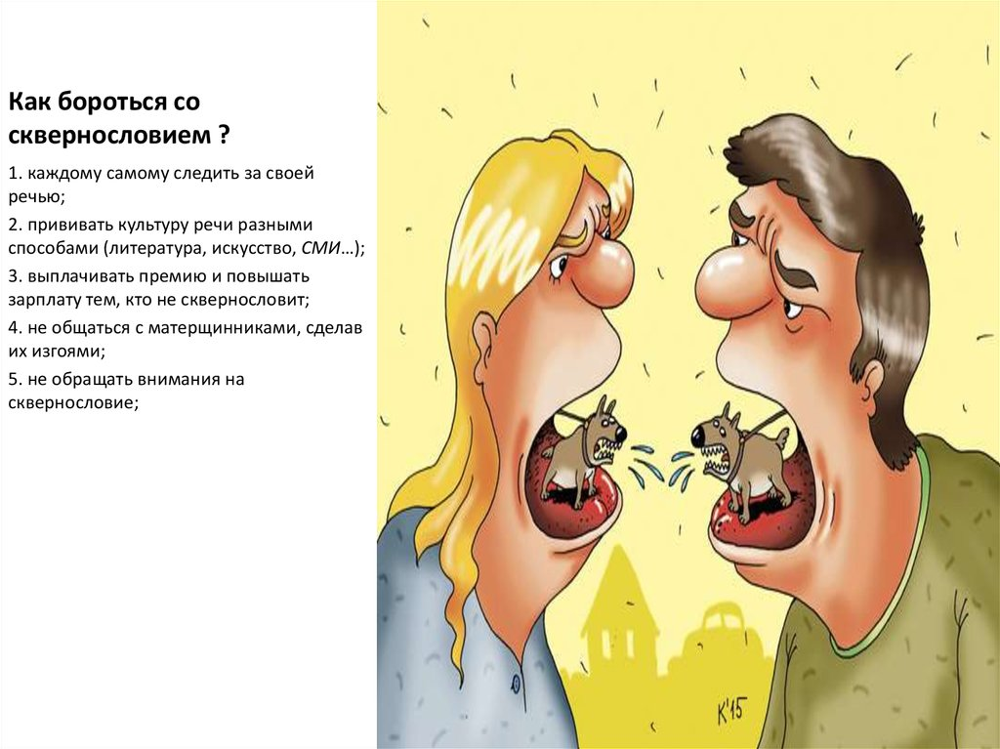 Как бороться со
сквернословием ?
1. каждому самому следить за своей
речью;
2. прививать культуру речи разными
способами (литература, искусство, СМИ...);
3. выплачивать премию и повышать
зарплату тем, кто не сквернословит;
4. не общаться с матерщинниками, сделав
их изгоями;
5. не обращать внимания на
сквернословие;
К'15